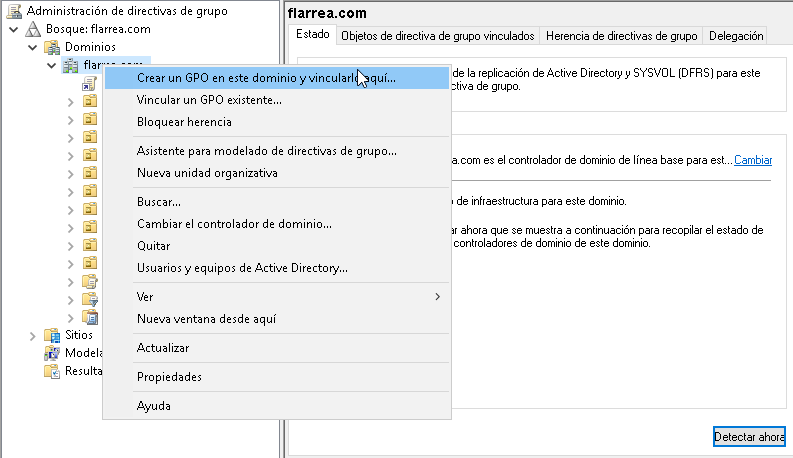 Administración de directivas de grupo
Bosque: flarrea.com
Dominios
flarrea.com
Crear un GPO en este dominio y vincularlo aquí...
Vincular un GPO existente...
Bloquear herencia
Asistente para modelado de directivas de grupo...
Nueva unidad organizativa
Buscar...
Cambiar el controlador de dominio...
Quitar
Usuarios y equipos de Active Directory...
Ver
Nueva ventana desde aquí
Actualizar
Propiedades
Ayuda
Sitios
Modela
Resulta
flarrea.com
Estado
Objetos de directiva de grupo vinculados
Herencia de directivas de grupo
Delegación
de la replicación de Active Directory y SYSVOL (DFRS) para este
ctiva de grupo.
a.com es el controlador de dominio de línea base para est... Cambiar
o de infraestructura para este dominio.
ar ahora que se muestra a continuación para recopilar el estado de
controladores de dominio de este dominio.
Detectar ahora